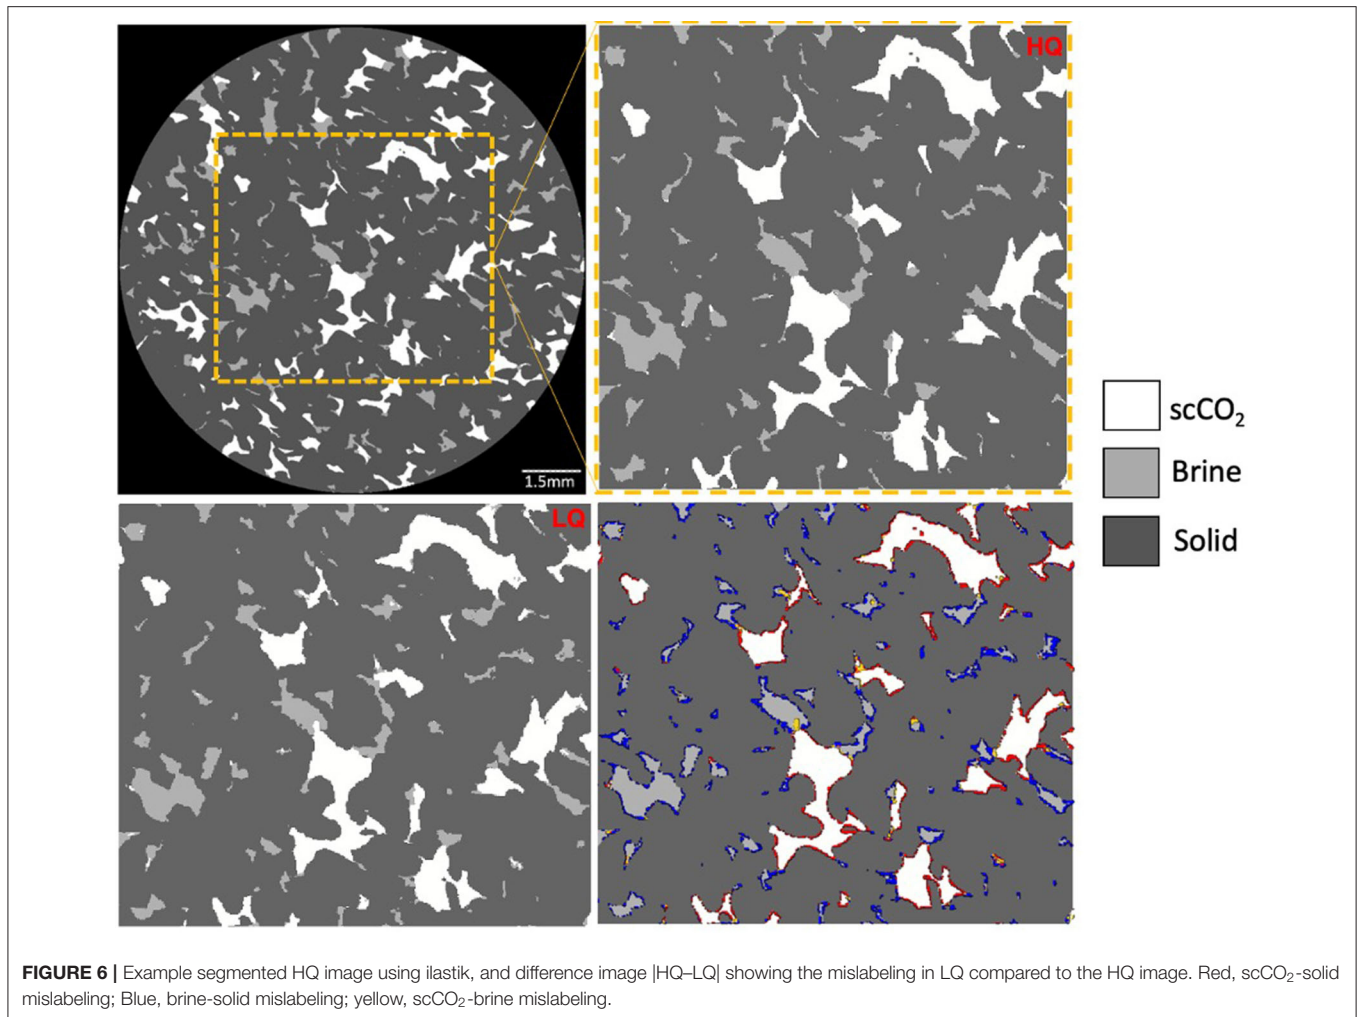 HQ
1.5mm
LQ
scCO₂
Brine
Solid
FIGURE 6 | Example segmented HQ image using ilastik, and difference image |HQ–LQ| showing the mislabeling in LQ compared to the HQ image. Red, scCO₂-solid
mislabeling; Blue, brine-solid mislabeling; yellow, scCO₂-brine mislabeling.